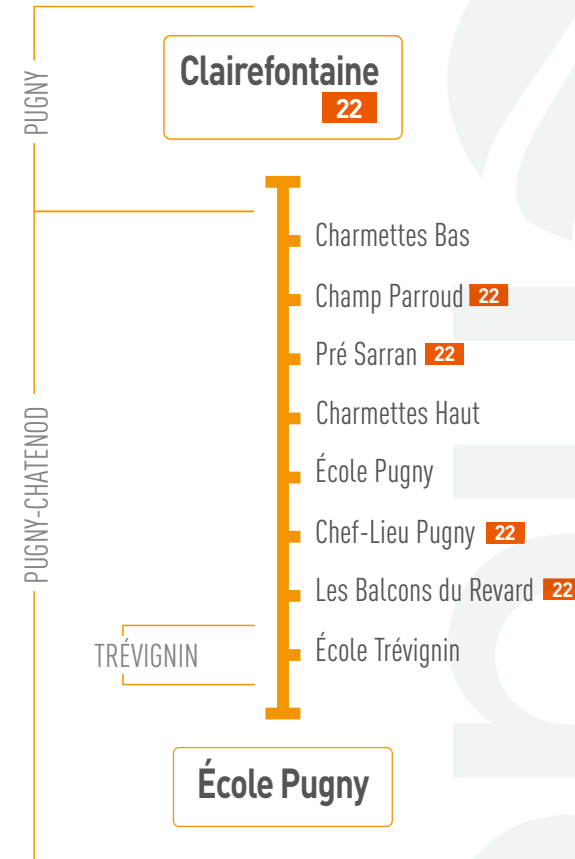 PUGNY
Clairefontaine
22
Charmettes Bas
Champ Parroud 22
Pré Sarran 22
Charmettes Haut
PUGNY-CHATENOD
École Pugny
Chef-Lieu Pugny 22
Les Balcons du Revard 22
TRÉVIGNIN
École Trévignin
École Pugny